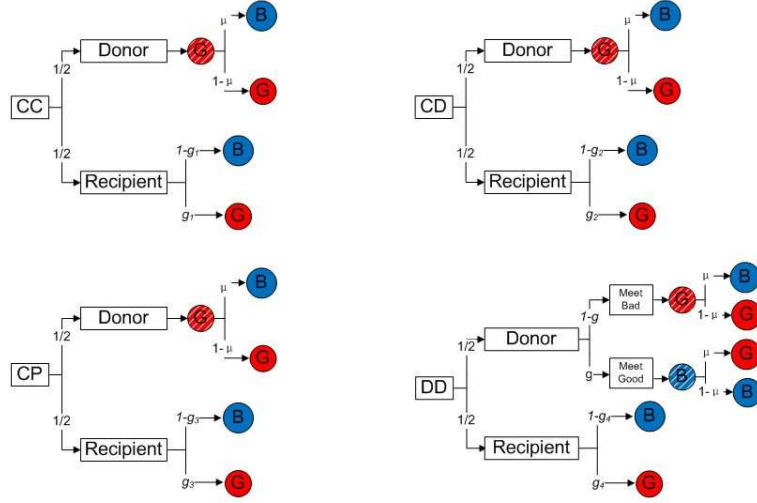 μ
B
Donor
G
1/2
1-μ
G
CC
1/2
1-g₁
B
Recipient
g₁
G
μ
B
Donor
G
1/2
1-μ
G
CD
1/2
1-g₂
B
Recipient
g₂
G
μ
B
Donor
G
1/2
1-μ
G
CP
1/2
1-g₃
B
Recipient
g₃
G
Meet
Bad
G
μ
B
1-μ
G
1-g
1/2
Donor
g
Meet
Good
B
μ
G
1-μ
B
DD
1/2
1-g₄
B
Recipient
g₄
G